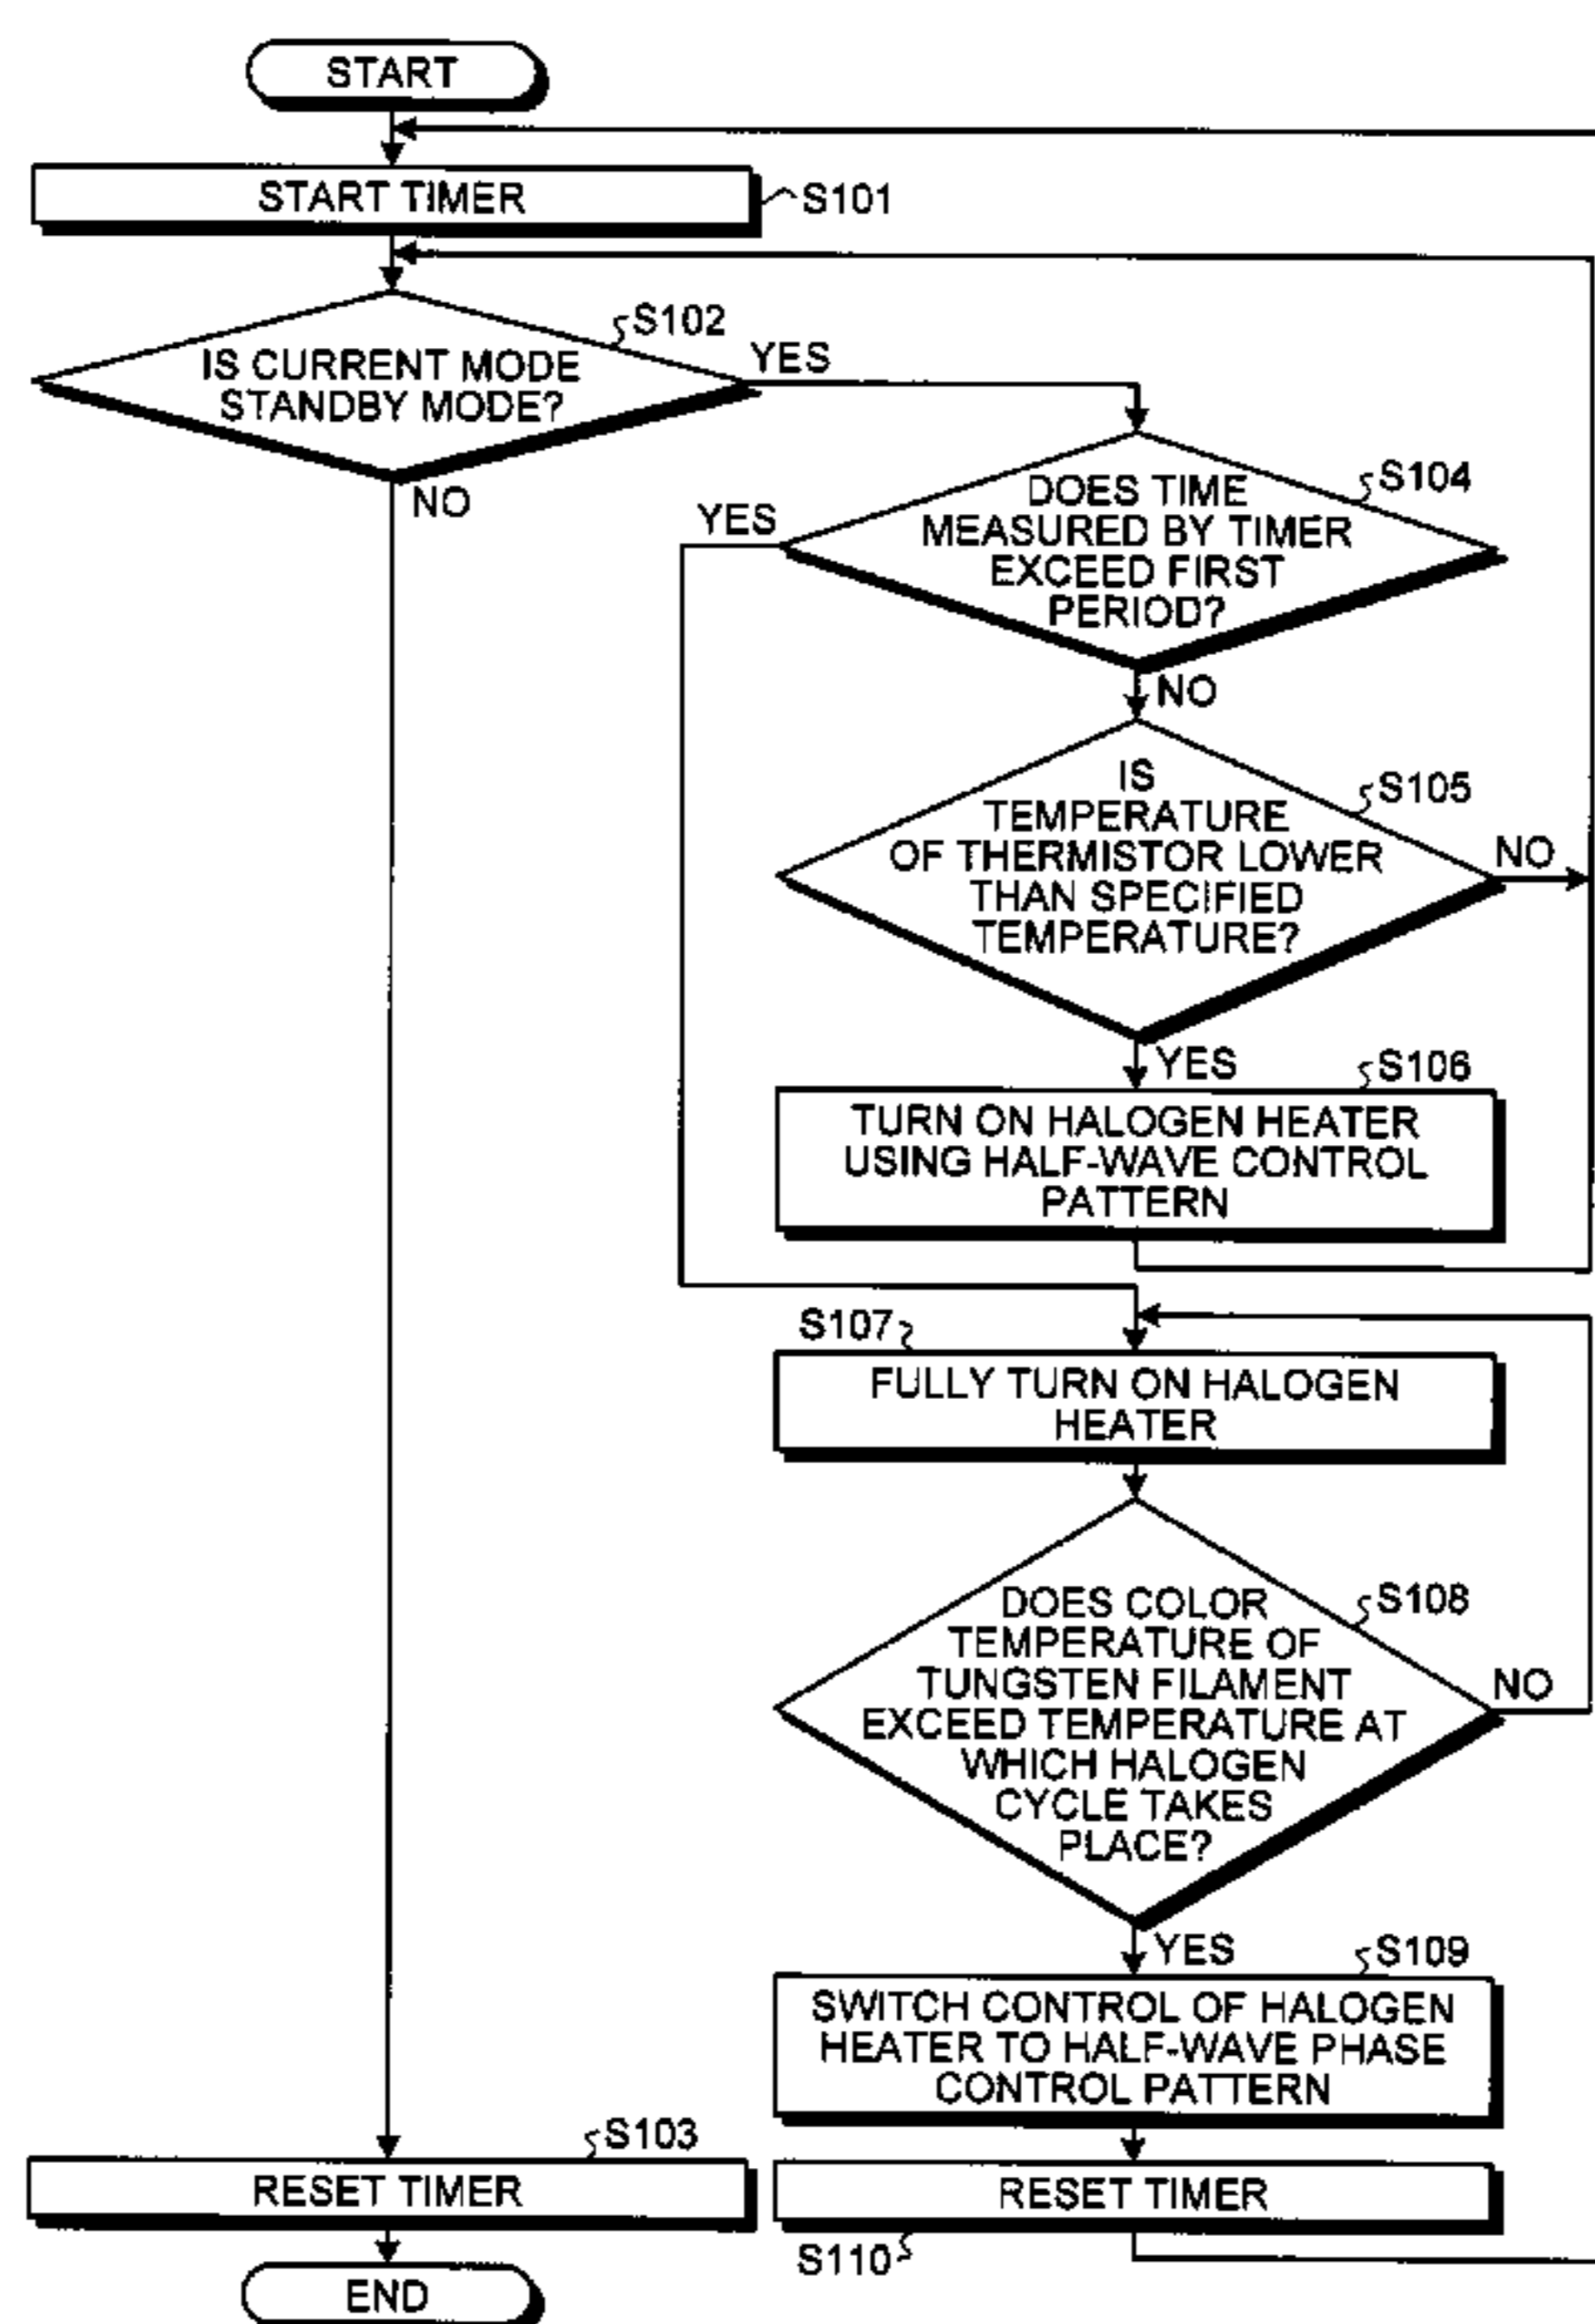 START
START TIMER
S101
S102
IS CURRENT MODE
STANDBY MODE?
YES
NO
S104
DOES TIME
MEASURED BY TIMER
EXCEED FIRST
PERIOD?
YES
NO
S105
IS
TEMPERATURE
OF THERMISTOR LOWER
THAN SPECIFIED
TEMPERATURE?
NO
YES
S106
TURN ON HALOGEN HEATER
USING HALF-WAVE CONTROL
PATTERN
S107
FULLY TURN ON HALOGEN
HEATER
S108
DOES COLOR
TEMPERATURE OF
TUNGSTEN FILAMENT
EXCEED TEMPERATURE AT
WHICH HALOGEN
CYCLE TAKES
PLACE?
NO
YES
S109
SWITCH CONTROL OF HALOGEN
HEATER TO HALF-WAVE PHASE
CONTROL PATTERN
S103
RESET TIMER
RESET TIMER
S110
END